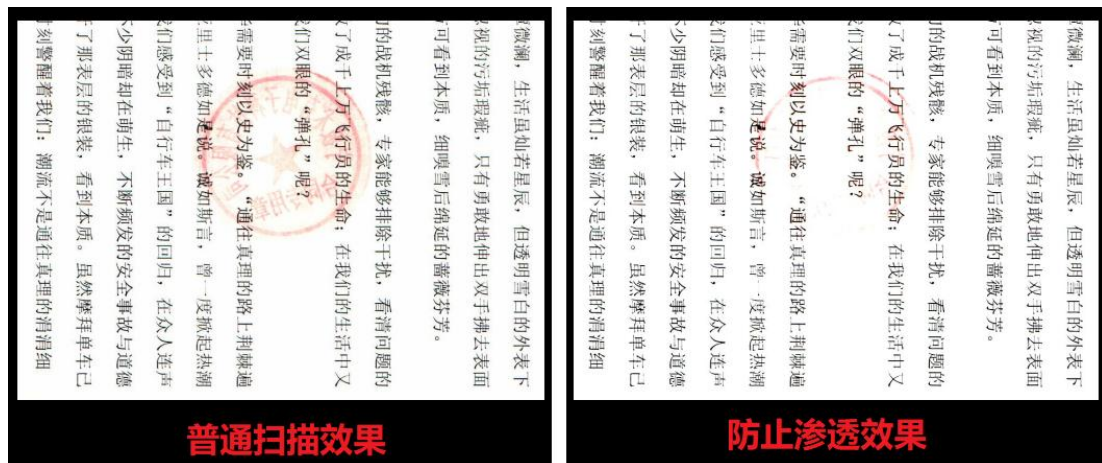 微澜，生活虽灿若星辰，但透明雪白的外表下
视的污垢瑕疵，只有勇敢地伸出双手拂去表面
可看到本质，细嗅雪后绵延的蔷薇芬芳。
的战机残骸，专家能够排除干扰，看清问题的
了成千上万飞行员的生命；在我们的生活中又
们双眼的“弹孔”呢？
需要时刻以史为鉴。“通往真理的路上荆棘遍
里士多德如是说。诚如斯言，曾一度掀起热潮
们感受到“自行车王国”的回归，在众人连声
不少阴暗却在萌生，不断频发的安全事故与道德
了那表层的银装，看到本质。虽然摩拜单车已
时刻警醒着我们：潮流不是通往真理的涓涓细
合同专用章
普通扫描效果
微澜，生活虽灿若星辰，但透明雪白的外表下
视的污垢瑕疵，只有勇敢地伸出双手拂去表面
可看到本质，细嗅雪后绵延的蔷薇芬芳。
的战机残骸，专家能够排除干扰，看清问题的
了成千上万飞行员的生命；在我们的生活中又
们双眼的“弹孔”呢？
需要时刻以史为鉴。“通往真理的路上荆棘遍
里士多德如是说。诚如斯言，曾一度掀起热潮
们感受到“自行车王国”的回归，在众人连声
不少阴暗却在萌生，不断频发的安全事故与道德
了那表层的银装，看到本质。虽然摩拜单车已
时刻警醒着我们：潮流不是通往真理的涓涓细
防止渗透效果